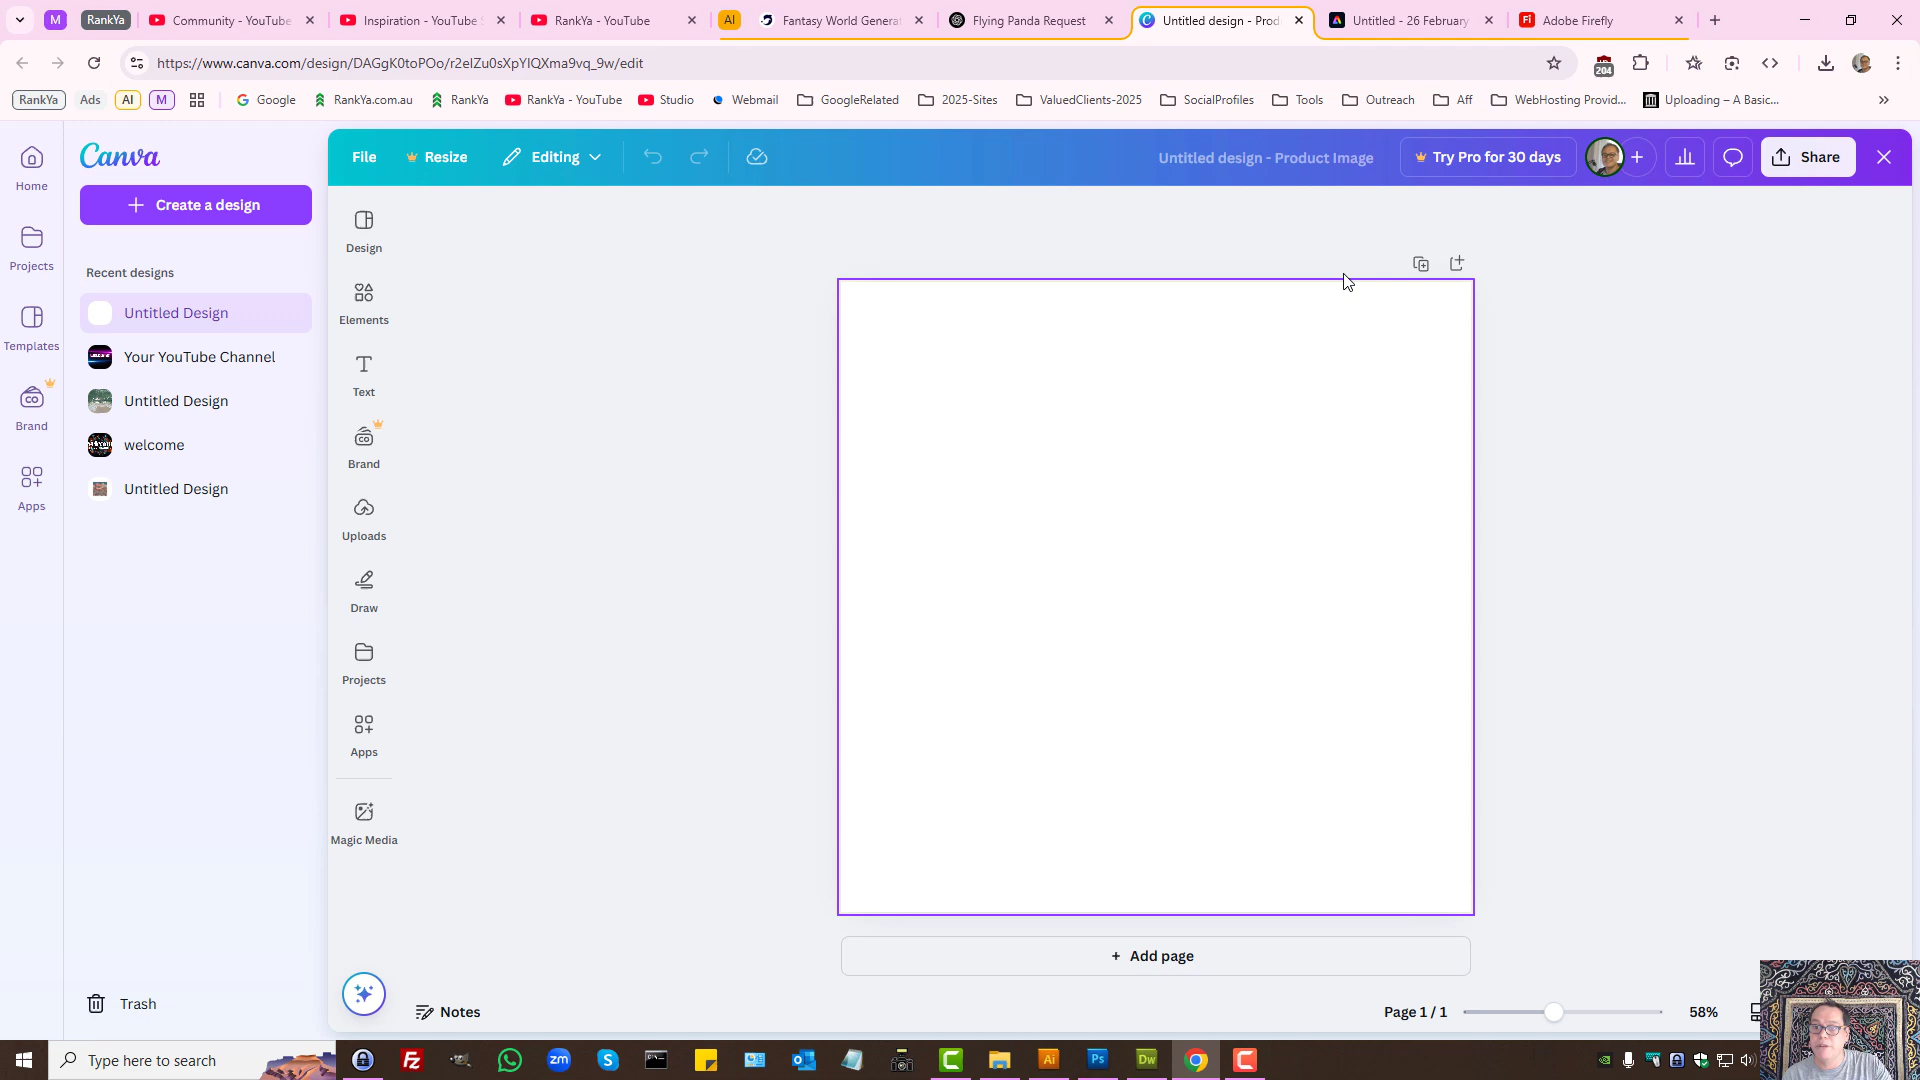 Community - YouTube
Inspiration - YouTube S
RankYa - YouTube
AI
Fantasy World Generat
Flying Panda Request
Untitled design - Prod
Untitled - 26 February
Adobe Firefly
M
RankYa
https://www.canva.com/design/DAGgK0toPOo/r2elZu0sXpYIQXma9vq_9w/edit
204
RankYa
Ads
AI
M
Google
RankYa.com.au
RankYa
RankYa - YouTube
Studio
Webmail
GoogleRelated
2025-Sites
ValuedClients-2025
SocialProfiles
Tools
Outreach
Aff
WebHosting Provid...
Uploading – A Basic...
Home
Projects
Templates
Brand
Apps
Canva
Create a design
Recent designs
Untitled Design
Your YouTube Channel
Untitled Design
welcome
Untitled Design
Trash
File
Resize
Editing
Untitled design - Product Image
Try Pro for 30 days
Share
Design
Elements
Text
Brand
Uploads
Draw
Projects
Apps
Magic Media
+ Add page
Notes
Page 1 / 1
58%
Type here to search